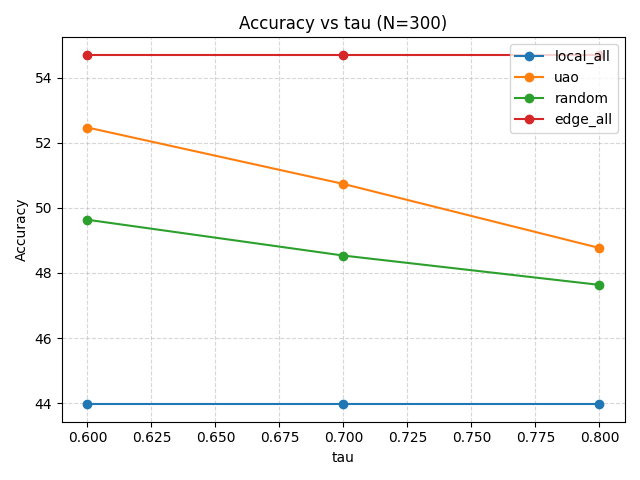 Accuracy vs tau (N=300)
local_all
uao
random
edge_all
Accuracy
54
52
50
48
46
44
0.600 0.625 0.650 0.675 0.700 0.725 0.750 0.775 0.800
tau